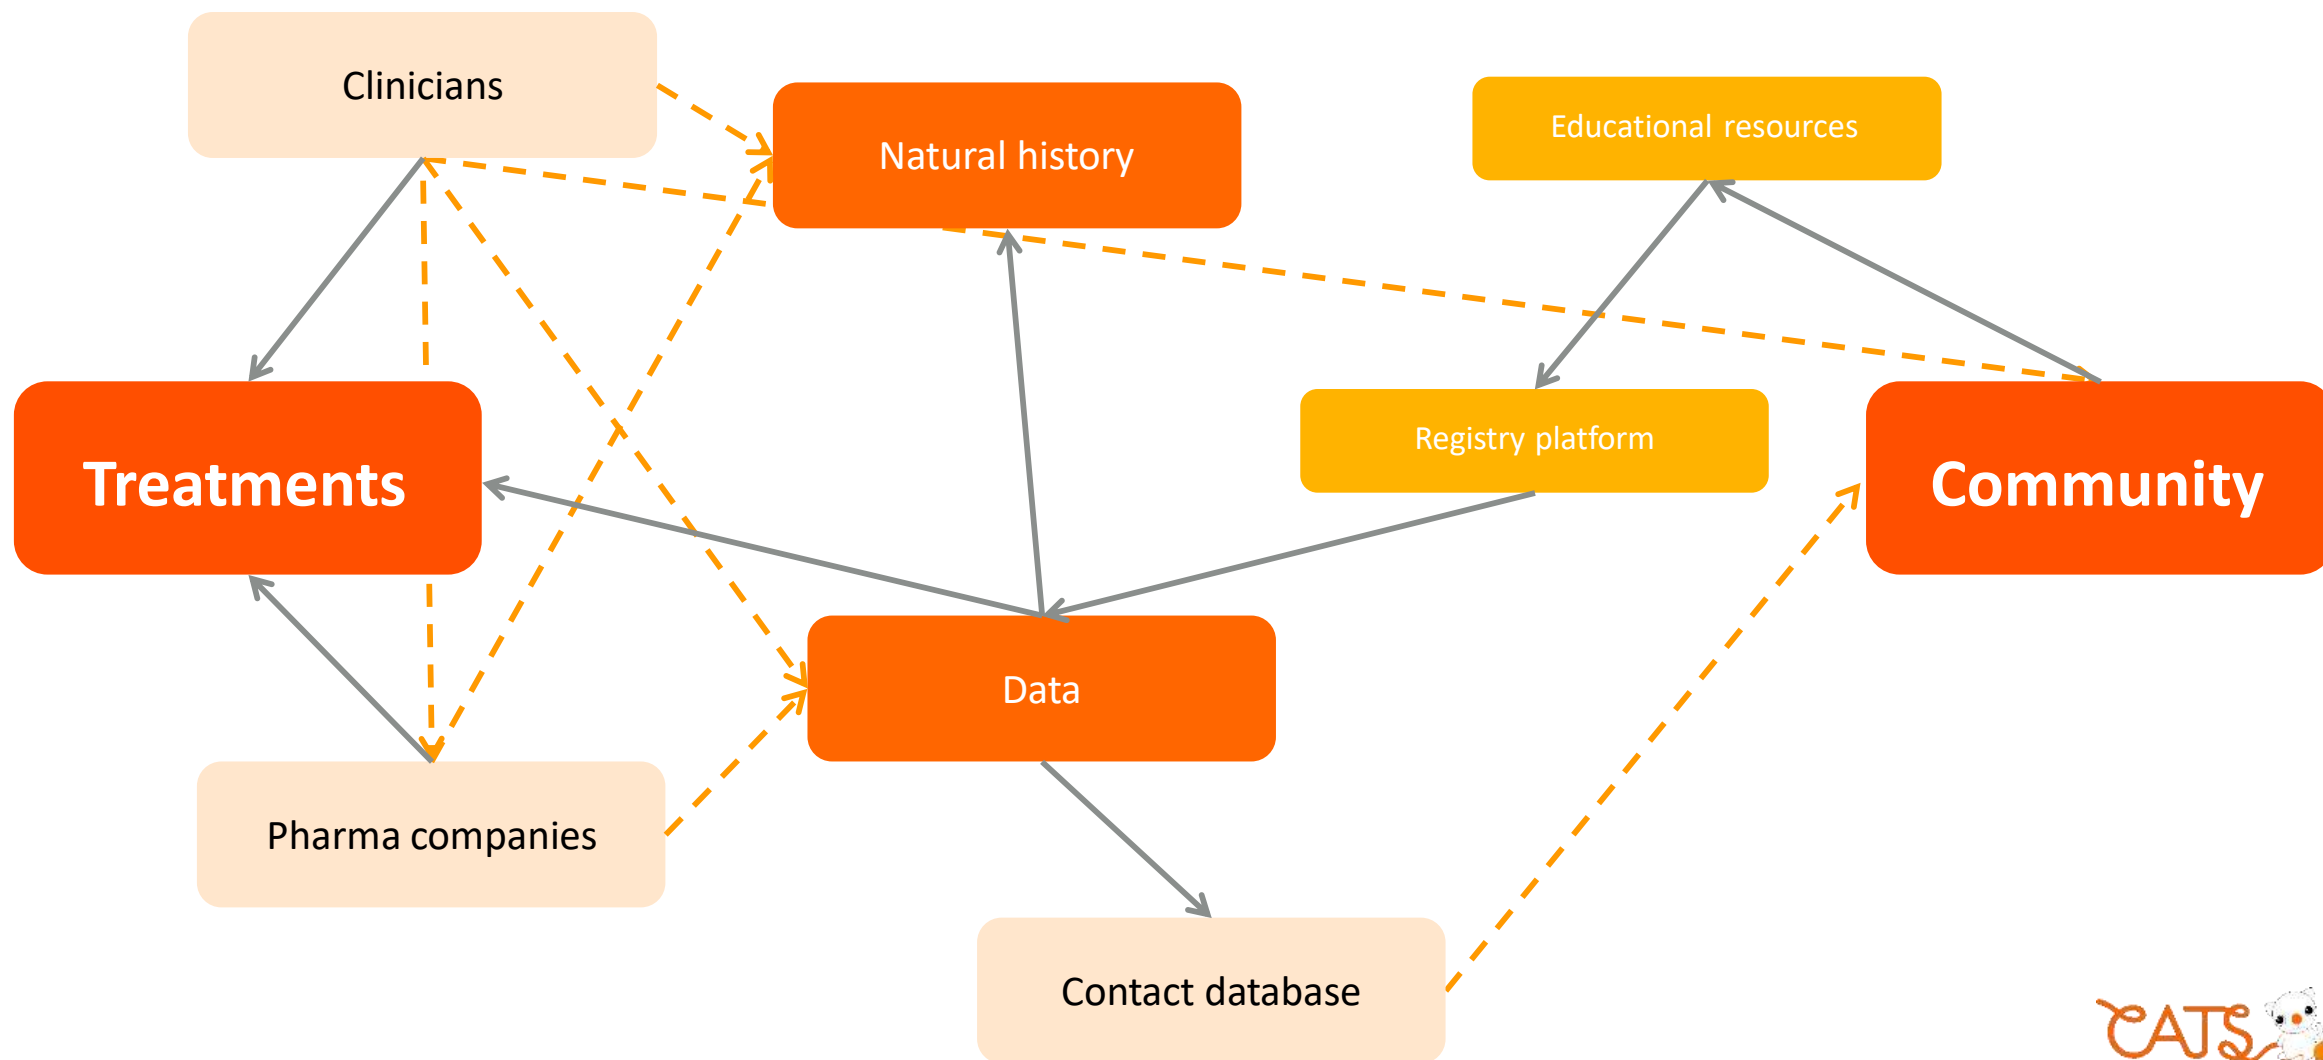 Clinicians
Natural history
Educational resources
Treatments
Registry platform
Community
Data
Pharma companies
Contact database
CATS